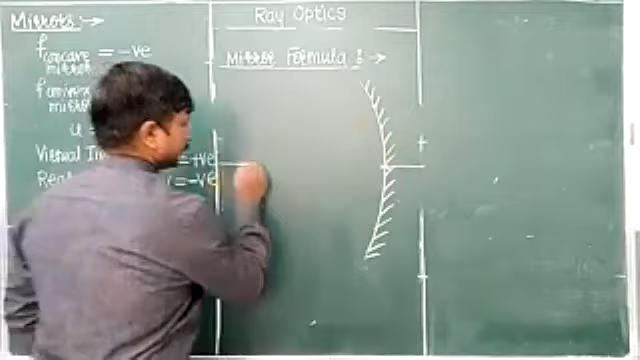 Mirrors :→
f concave mirror = -ve
f convex mirror
u =
Virtual Im = +ve
Real v = -ve
Ray Optics
Mirror Formula :→
+